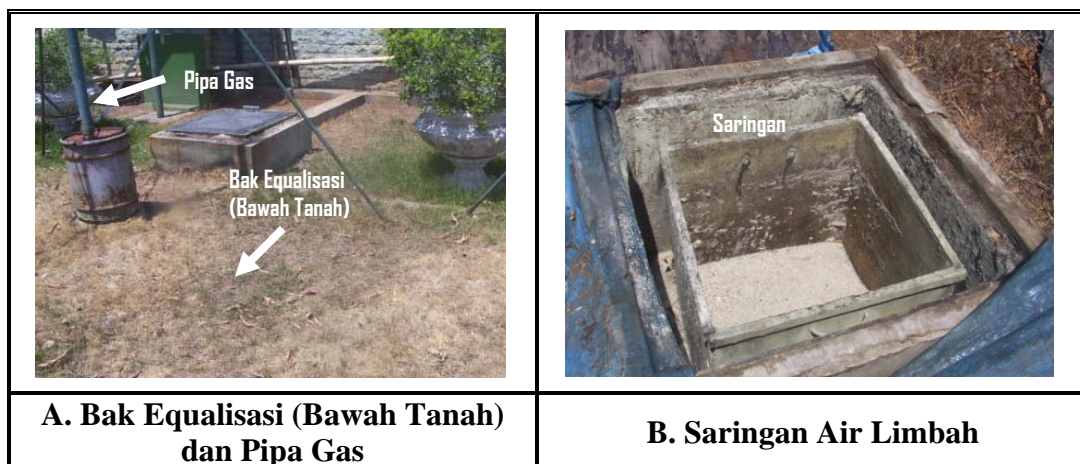 Pipa Gas
Bak Equalisasi
(Bawah Tanah)
Saringan
A. Bak Equalisasi (Bawah Tanah)
dan Pipa Gas
B. Saringan Air Limbah